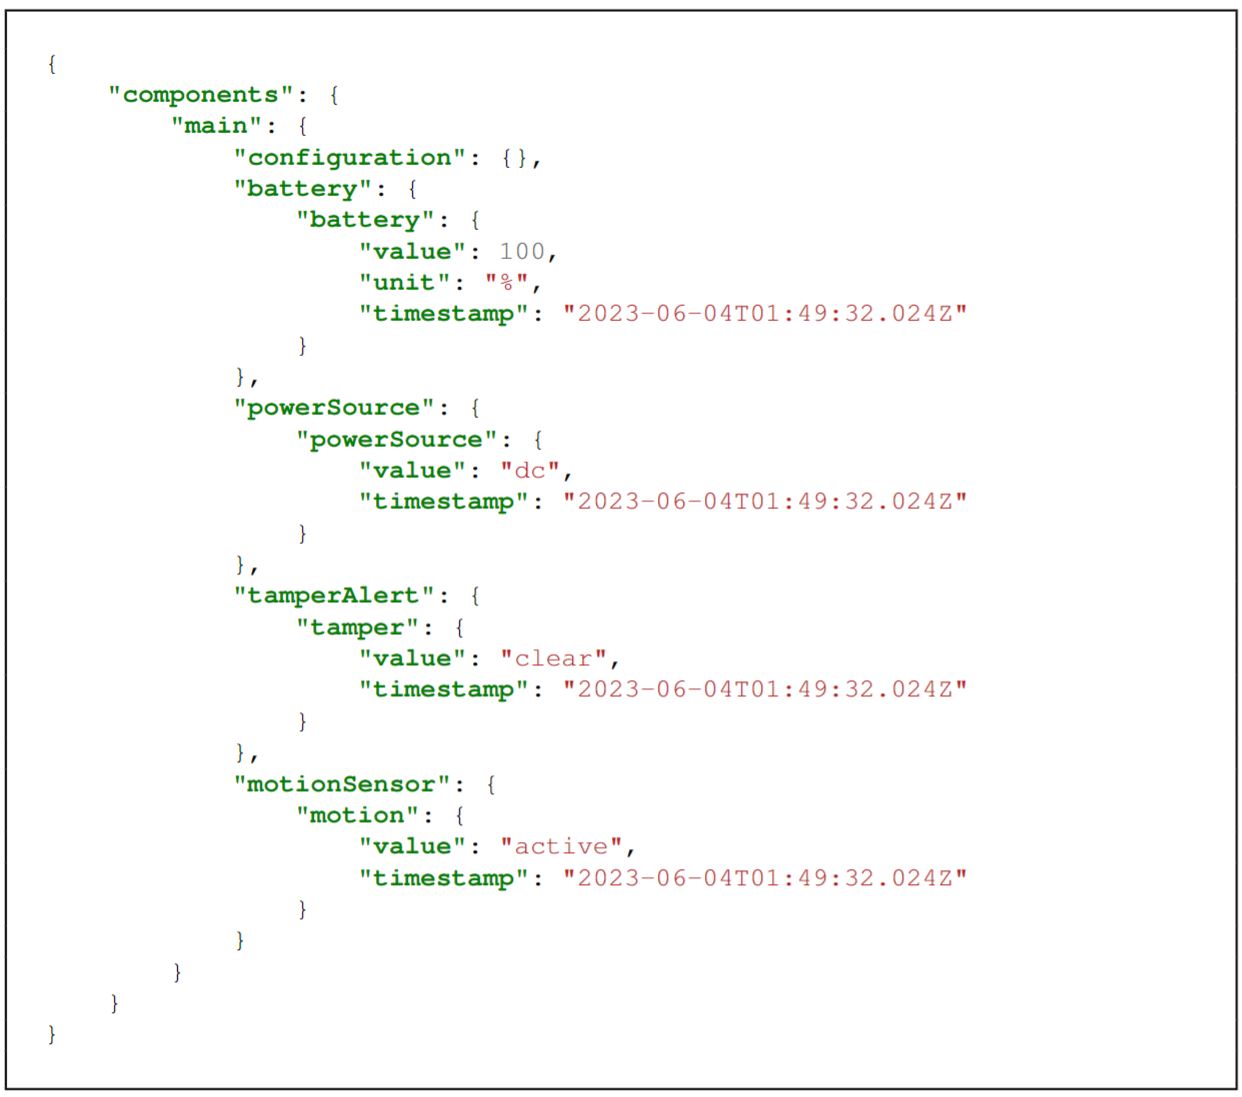 {
"components": {
"main": {
"configuration": {},
"battery": {
"battery": {
"value": 100,
"unit": "%",
"timestamp": "2023-06-04T01:49:32.024Z"
}
},
"powerSource": {
"powerSource": {
"value": "dc",
"timestamp": "2023-06-04T01:49:32.024Z"
}
},
"tamperAlert": {
"tamper": {
"value": "clear",
"timestamp": "2023-06-04T01:49:32.024Z"
}
},
"motionSensor": {
"motion": {
"value": "active",
"timestamp": "2023-06-04T01:49:32.024Z"
}
}
}
}
}